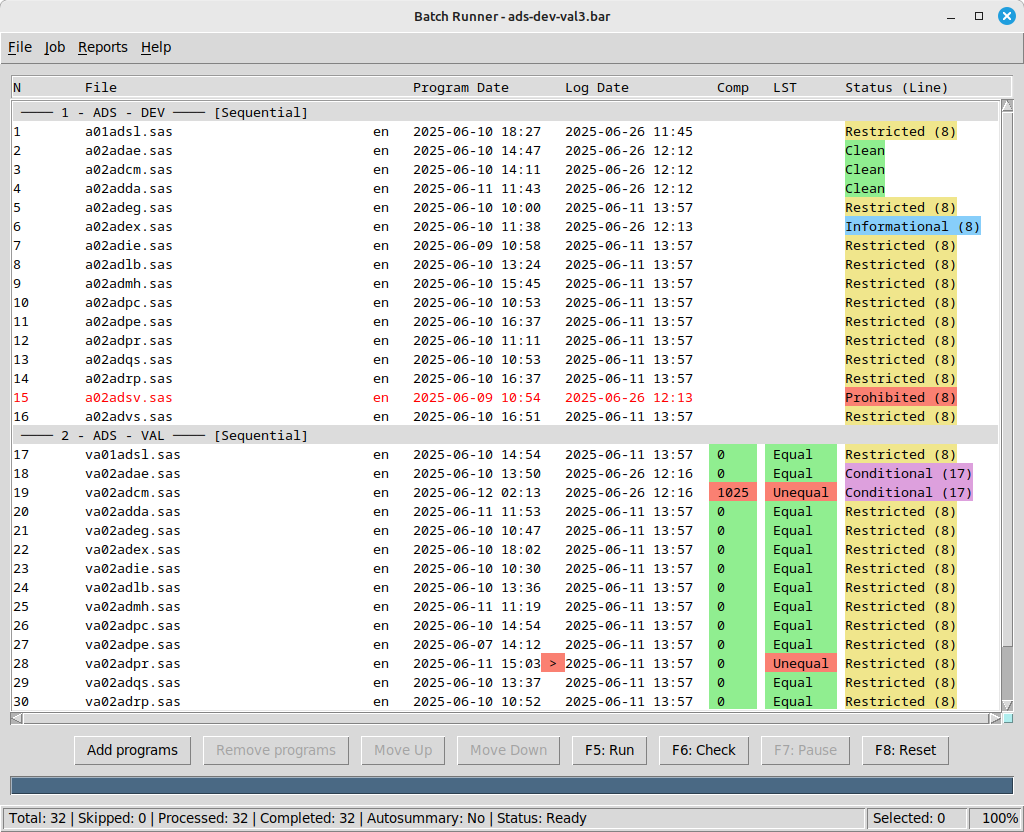 Batch Runner - ads-dev-val3.bar
File Job Reports Help
N File Program Date Log Date Comp LST Status (Line)
──── 1 - ADS - DEV ──── [Sequential]
1 a01adsl.sas en 2025-06-10 18:27 2025-06-26 11:45 Restricted (8)
2 a02adae.sas en 2025-06-10 14:47 2025-06-26 12:12 Clean
3 a02adcm.sas en 2025-06-10 14:11 2025-06-26 12:12 Clean
4 a02adda.sas en 2025-06-11 11:43 2025-06-26 12:12 Clean
5 a02adeg.sas en 2025-06-10 10:00 2025-06-11 13:57 Restricted (8)
6 a02adex.sas en 2025-06-10 11:38 2025-06-26 12:13 Informational (8)
7 a02adie.sas en 2025-06-09 10:58 2025-06-11 13:57 Restricted (8)
8 a02adlb.sas en 2025-06-10 13:24 2025-06-11 13:57 Restricted (8)
9 a02admh.sas en 2025-06-10 15:45 2025-06-11 13:57 Restricted (8)
10 a02adpc.sas en 2025-06-10 10:53 2025-06-11 13:57 Restricted (8)
11 a02adpe.sas en 2025-06-10 16:37 2025-06-11 13:57 Restricted (8)
12 a02adpr.sas en 2025-06-10 11:11 2025-06-11 13:57 Restricted (8)
13 a02adqs.sas en 2025-06-10 10:53 2025-06-11 13:57 Restricted (8)
14 a02adrp.sas en 2025-06-10 16:37 2025-06-11 13:57 Restricted (8)
15 a02adsv.sas en 2025-06-09 10:54 2025-06-26 12:13 Prohibited (8)
16 a02advs.sas en 2025-06-10 16:51 2025-06-11 13:57 Restricted (8)
──── 2 - ADS - VAL ──── [Sequential]
17 va01adsl.sas en 2025-06-10 14:54 2025-06-11 13:57 0 Equal Restricted (8)
18 va02adae.sas en 2025-06-10 13:50 2025-06-26 12:16 0 Equal Conditional (17)
19 va02adcm.sas en 2025-06-12 02:13 2025-06-26 12:16 1025 Unequal Conditional (17)
20 va02adda.sas en 2025-06-11 11:53 2025-06-11 13:57 0 Equal Restricted (8)
21 va02adeg.sas en 2025-06-10 10:47 2025-06-11 13:57 0 Equal Restricted (8)
22 va02adex.sas en 2025-06-10 18:02 2025-06-11 13:57 0 Equal Restricted (8)
23 va02adie.sas en 2025-06-10 10:30 2025-06-11 13:57 0 Equal Restricted (8)
24 va02adlb.sas en 2025-06-10 13:36 2025-06-11 13:57 0 Equal Restricted (8)
25 va02admh.sas en 2025-06-11 11:19 2025-06-11 13:57 0 Equal Restricted (8)
26 va02adpc.sas en 2025-06-10 14:54 2025-06-11 13:57 0 Equal Restricted (8)
27 va02adpe.sas en 2025-06-07 14:12 2025-06-11 13:57 0 Equal Restricted (8)
28 va02adpr.sas en 2025-06-11 15:03 > 2025-06-11 13:57 0 Unequal Restricted (8)
29 va02adqs.sas en 2025-06-10 13:37 2025-06-11 13:57 0 Equal Restricted (8)
30 va02adrp.sas en 2025-06-10 10:52 2025-06-11 13:57 0 Equal Restricted (8)
Add programs Remove programs Move Up Move Down F5: Run F6: Check F7: Pause F8: Reset
Total: 32 | Skipped: 0 | Processed: 32 | Completed: 32 | Autosummary: No | Status: Ready Selected: 0 100%